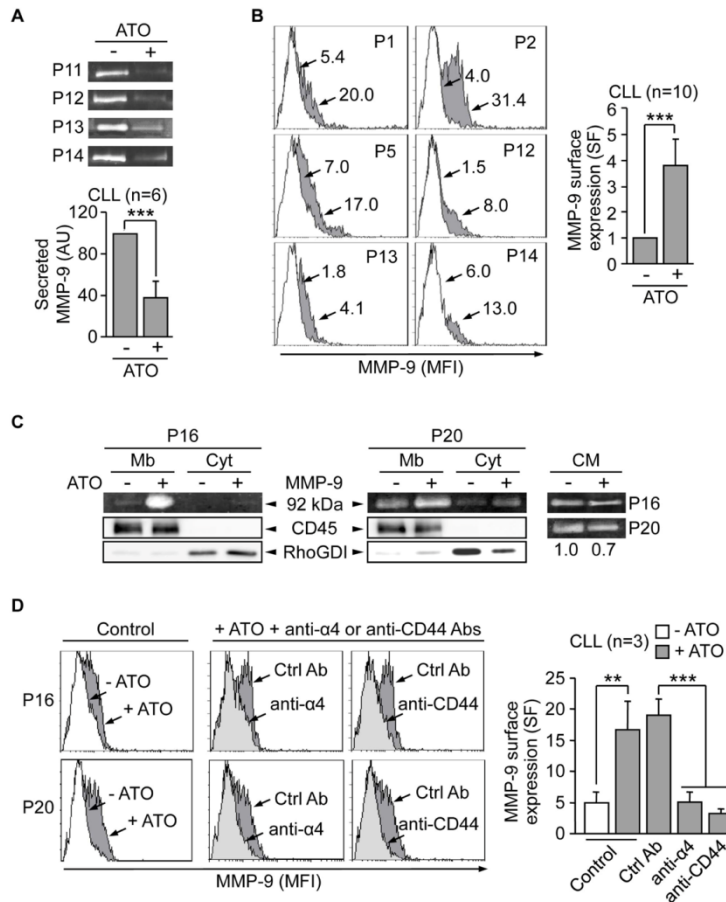 A
ATO
- +
P11
P12
P13
P14
CLL (n=6)
***
Secreted
MMP-9 (AU)
120
80
40
0
- +
ATO
B
P1
5.4
20.0
P2
4.0
31.4
P5
7.0
17.0
P12
1.5
8.0
P13
1.8
4.1
P14
6.0
13.0
MMP-9 (MFI)
CLL (n=10)
***
MMP-9 surface
expression (SF)
6
5
4
3
2
1
0
- +
ATO
C
P16 P20
Mb Cyt Mb Cyt CM
ATO - + - + MMP-9 - + - + - +
92 kDa P16
CD45 P20
RhoGDI 1.0 0.7
D
Control + ATO + anti-α4 or anti-CD44 Abs
P16
- ATO
+ ATO
Ctrl Ab
anti-α4
Ctrl Ab
anti-CD44
P20
- ATO
+ ATO
Ctrl Ab
anti-α4
Ctrl Ab
anti-CD44
MMP-9 (MFI)
CLL (n=3)
- ATO
+ ATO
** ***
MMP-9 surface
expression (SF)
25
20
15
10
5
0
Control
Ctrl Ab
anti-α4
anti-CD44